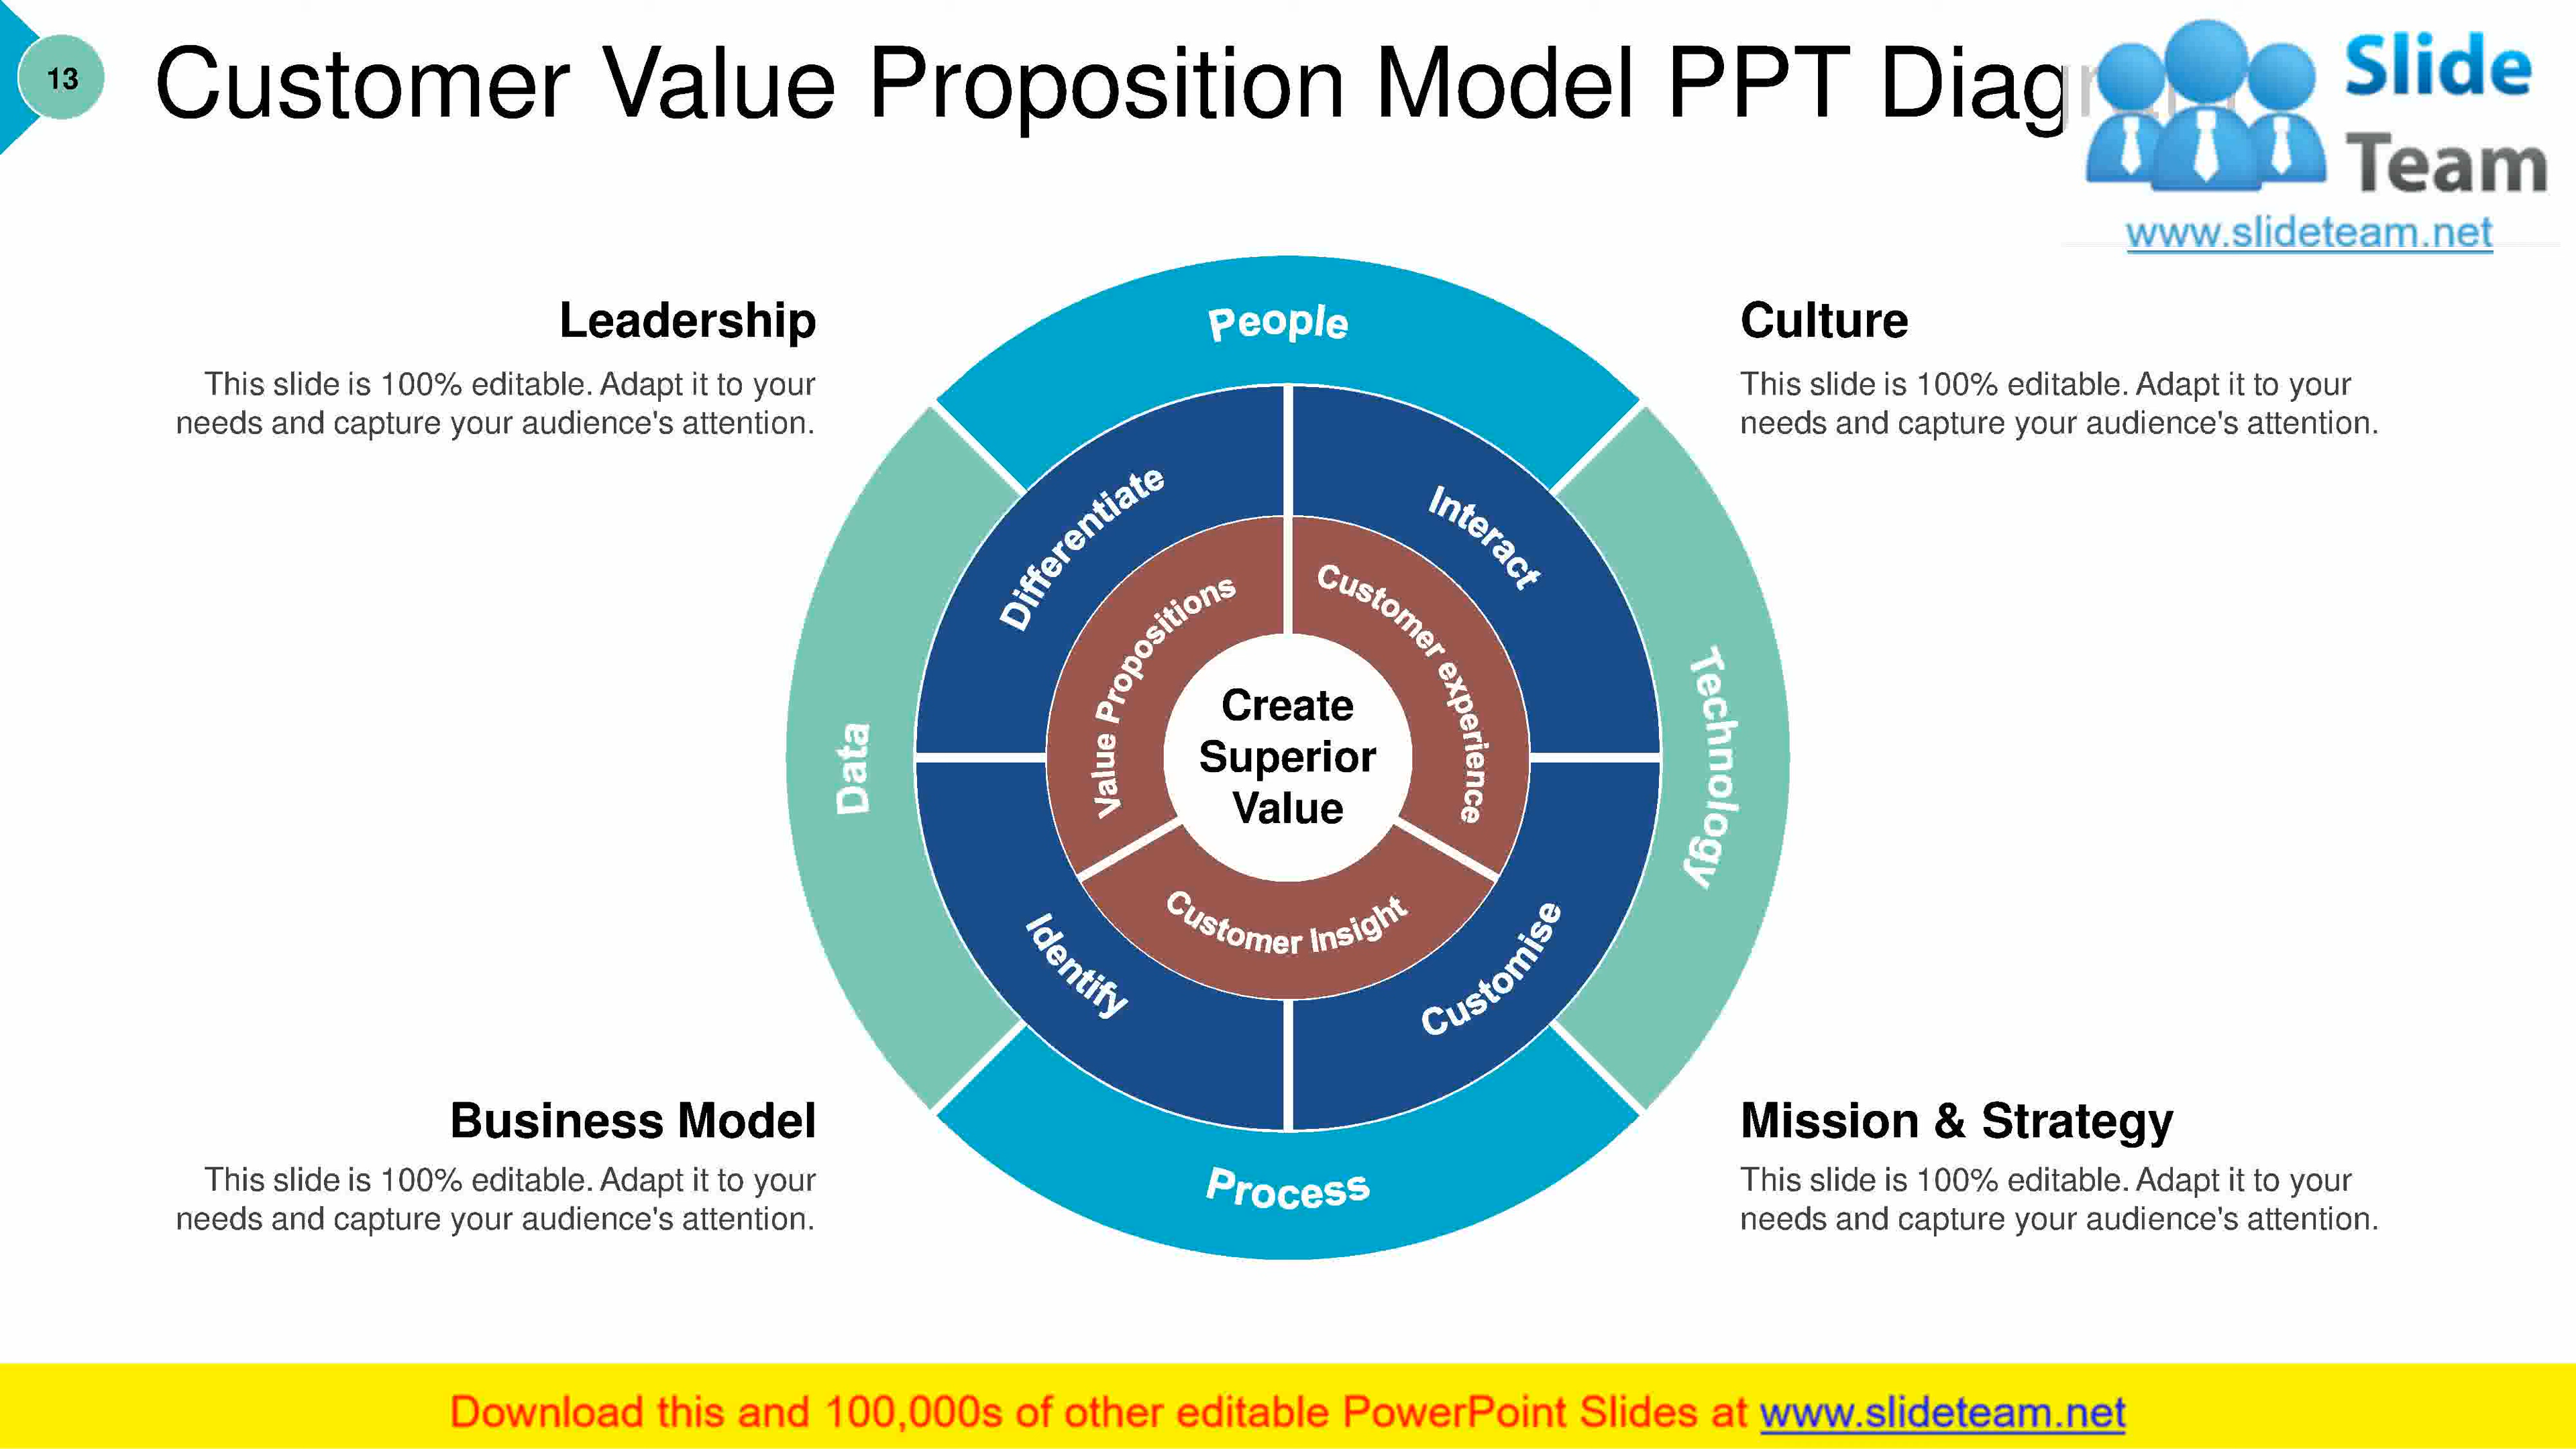 13
Customer Value Proposition Model PPT Diagram
Slide
Team
www.slideteam.net
Leadership
This slide is 100% editable. Adapt it to your
needs and capture your audience's attention.
Culture
This slide is 100% editable. Adapt it to your
needs and capture your audience's attention.
People
Differentiate
Interact
Value Propositions
Customer experience
Create
Superior
Value
Data
Technology
Customer Insight
Identify
Customise
Process
Business Model
This slide is 100% editable. Adapt it to your
needs and capture your audience's attention.
Mission & Strategy
This slide is 100% editable. Adapt it to your
needs and capture your audience's attention.
Download this and 100,000s of other editable PowerPoint Slides at www.slideteam.net